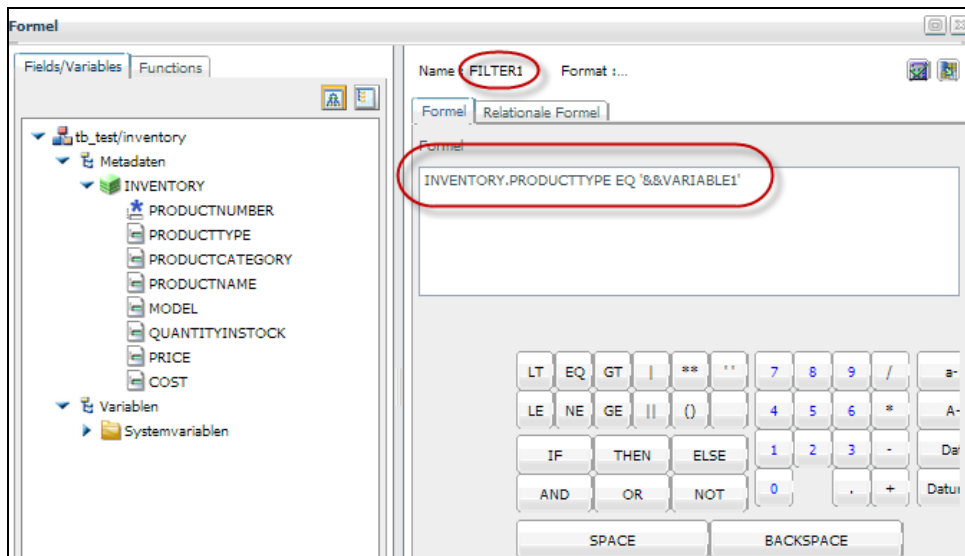 Formel
Fields/Variables Functions
tb_test/inventory
Metadaten
INVENTORY
PRODUCTNUMBER
PRODUCTTYPE
PRODUCTCATEGORY
PRODUCTNAME
MODEL
QUANTITYINSTOCK
PRICE
COST
Variablen
Systemvariablen
Name : FILTER1 Format :...
Formel Relationale Formel
Formel
INVENTORY.PRODUCTTYPE EQ '&&VARIABLE1'
LT EQ GT | ** ' ' 7 8 9 / a-
LE NE GE || () 4 5 6 * A-
IF THEN ELSE 1 2 3 - Dat
AND OR NOT 0 . + Datur
SPACE BACKSPACE